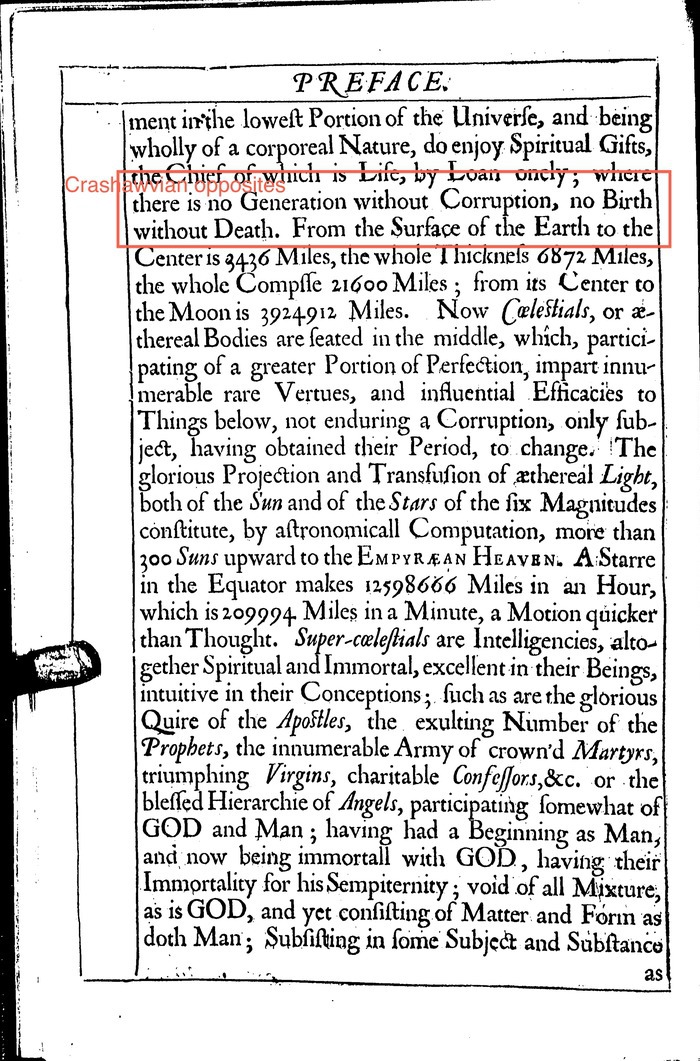 PREFACE.
ment in the loweſt Portion of the Univerſe, and being
wholly of a corporeal Nature, do enjoy Spiritual Gifts,
the Chief of which is Life, by Loan onely; where
Crashawvian opposites
there is no Generation without Corruption, no Birth
without Death. From the Surface of the Earth to the
Center is 3436 Miles, the whole Thickneſs 6872 Miles,
the whole Compſſe 21600 Miles; from its Center to
the Moon is 3924912 Miles. Now Cœleſtials, or æ-
thereal Bodies are ſeated in the middle, which, partici-
pating of a greater Portion of Perfection, impart innu-
merable rare Vertues, and influential Efficacies to
Things below, not enduring a Corruption, only ſub-
ject, having obtained their Period, to change. The
glorious Projection and Transfuſion of æthereal Light,
both of the Sun and of the Stars of the ſix Magnitudes
conſtitute, by aſtronomicall Computation, more than
300 Suns upward to the EMPYRÆAN HEAVEN. A Starre
in the Equator makes 12598666 Miles in an Hour,
which is 209994 Miles in a Minute, a Motion quicker
than Thought. Super-cœleſtials are Intelligencies, alto-
gether Spiritual and Immortal, excellent in their Beings,
intuitive in their Conceptions; ſuch as are the glorious
Quire of the Apoſtles, the exulting Number of the
Prophets, the innumerable Army of crown'd Martyrs,
triumphing Virgins, charitable Confeſſors, &c. or the
bleſſed Hierarchie of Angels, participating ſomewhat of
GOD and Man; having had a Beginning as Man,
and now being immortall with GOD, having their
Immortality for his Sempiternity; void of all Mixture,
as is GOD, and yet conſiſting of Matter and Form as
doth Man; Subſiſting in ſome Subject and Subſtance
as